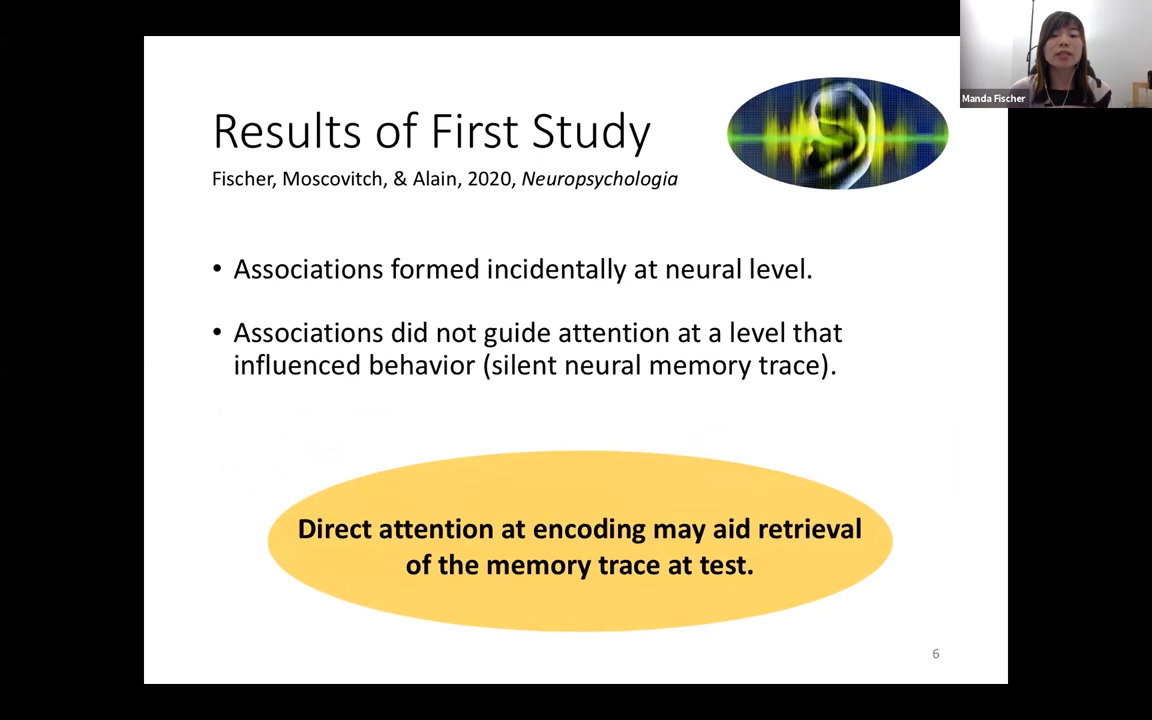 Manda Fischer
Results of First Study
Fischer, Moscovitch, & Alain, 2020, Neuropsychologia
• Associations formed incidentally at neural level.
• Associations did not guide attention at a level that
influenced behavior (silent neural memory trace).
Direct attention at encoding may aid retrieval
of the memory trace at test.
6